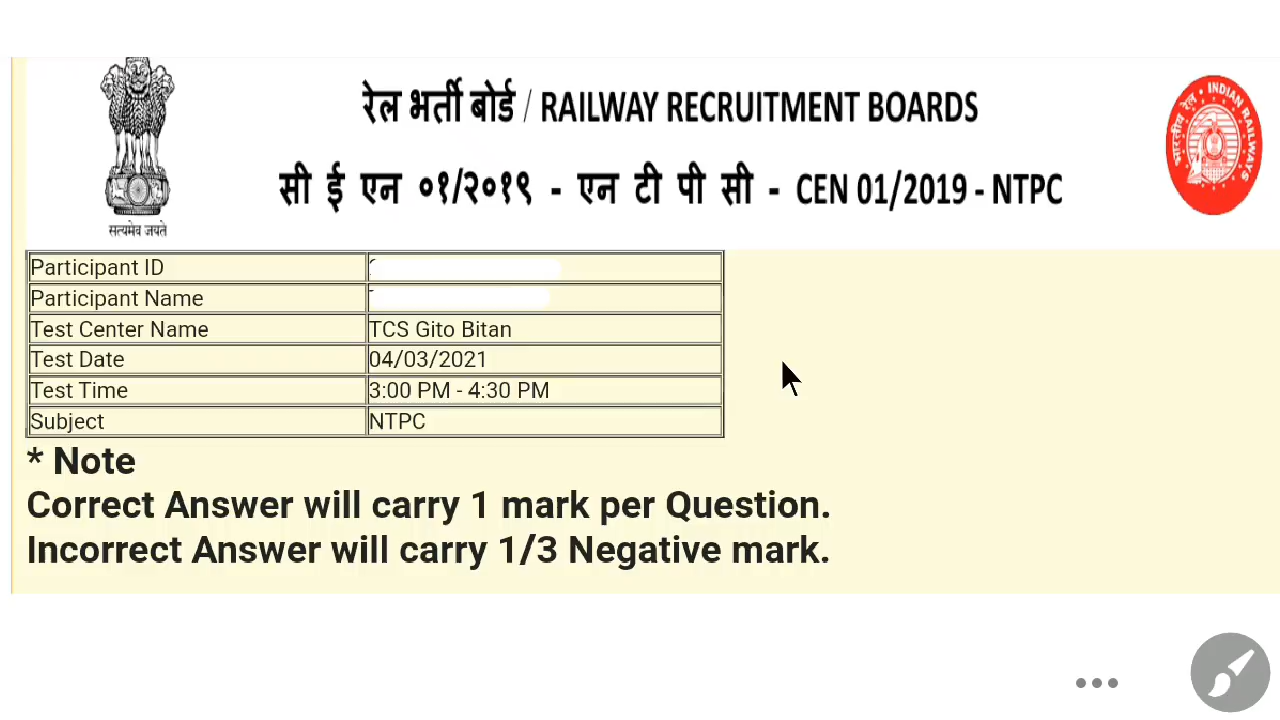 रेल भर्ती बोर्ड / RAILWAY RECRUITMENT BOARDS
सी ई एन ०१/२०१९ - एन टी पी सी - CEN 01/2019 - NTPC
सत्यमेव जयते
भारतीय रेल • INDIAN RAILWAYS
Participant ID
Participant Name
Test Center Name TCS Gito Bitan
Test Date 04/03/2021
Test Time 3:00 PM - 4:30 PM
Subject NTPC
* Note
Correct Answer will carry 1 mark per Question.
Incorrect Answer will carry 1/3 Negative mark.